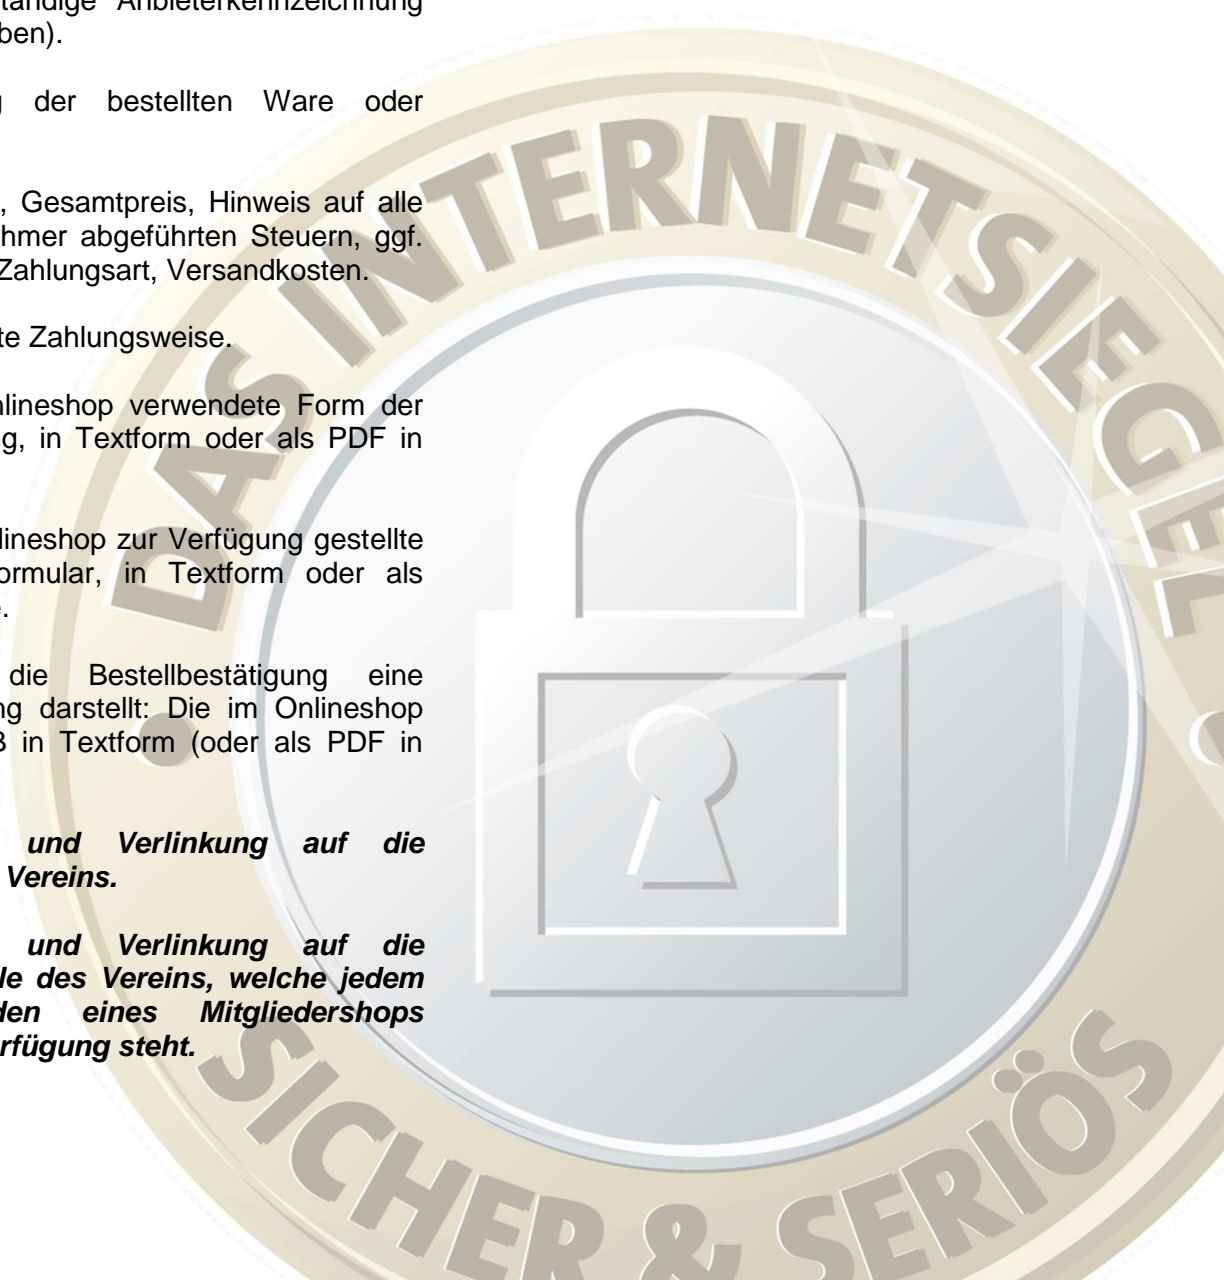 ständige Anbieterkennzeichnung
ben).
der bestellten Ware oder
, Gesamtpreis, Hinweis auf alle
hmer abgeführten Steuern, ggf.
Zahlungsart, Versandkosten.
te Zahlungsweise.
nlineshop verwendete Form der
g, in Textform oder als PDF in
lineshop zur Verfügung gestellte
ormular, in Textform oder als
e.
die Bestellbestätigung eine
ng darstellt: Die im Onlineshop
B in Textform (oder als PDF in
und Verlinkung auf die
Vereins.
und Verlinkung auf die
le des Vereins, welche jedem
den eines Mitgliedershops
erfügung steht.
DAS INTERNETSIEGEL
SICHER & SERIÖS